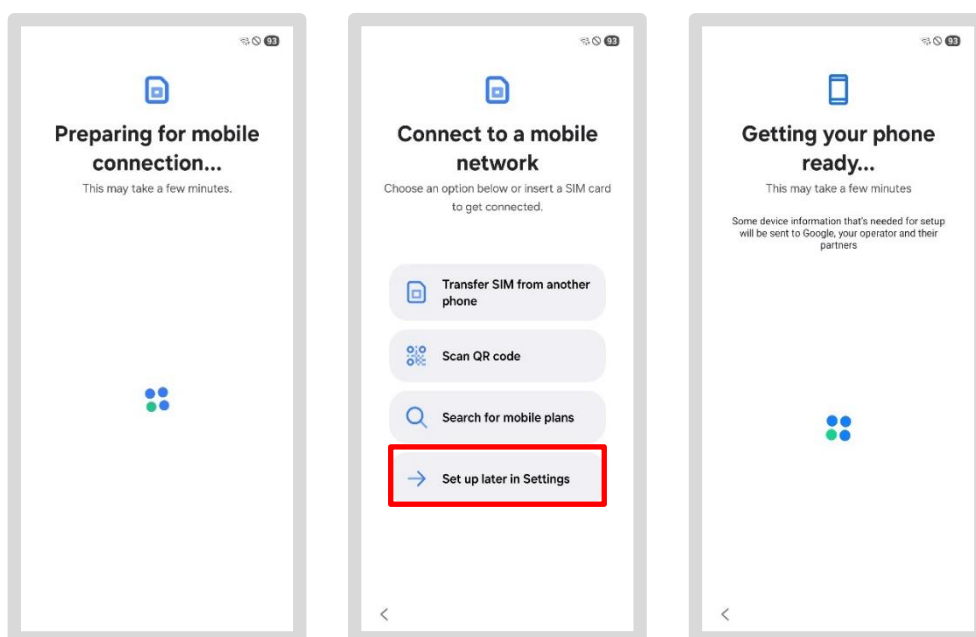 93
Preparing for mobile
connection...
This may take a few minutes.
93
Connect to a mobile
network
Choose an option below or insert a SIM card
to get connected.
Transfer SIM from another
phone
Scan QR code
Search for mobile plans
Set up later in Settings
93
Getting your phone
ready...
This may take a few minutes
Some device information that's needed for setup
will be sent to Google, your operator and their
partners